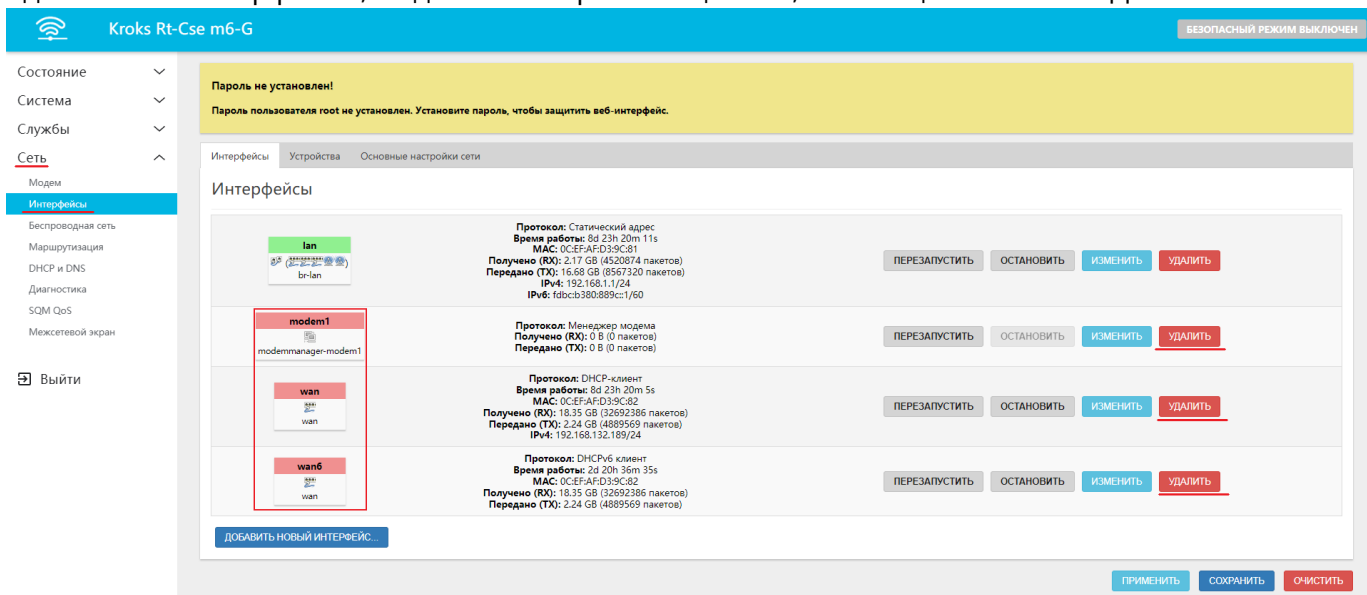 Kroks Rt-Cse m6-G
БЕЗОПАСНЫЙ РЕЖИМ ВЫКЛЮЧЕН
Состояние
Система
Службы
Сеть
Модем
Интерфейсы
Беспроводная сеть
Маршрутизация
DHCP и DNS
Диагностика
SQM QoS
Межсетевой экран
Выйти
Пароль не установлен!
Пароль пользователя root не установлен. Установите пароль, чтобы защитить веб-интерфейс.
Интерфейсы Устройства Основные настройки сети
Интерфейсы
lan
br-lan
Протокол: Статический адрес
Время работы: 8d 23h 20m 11s
MAC: 0C:EF:AF:D3:9C:81
Получено (RX): 2.17 GB (4520874 пакетов)
Передано (TX): 16.68 GB (8567320 пакетов)
IPv4: 192.168.1.1/24
IPv6: fdbc:b380:889c::1/60
ПЕРЕЗАПУСТИТЬ ОСТАНОВИТЬ ИЗМЕНИТЬ УДАЛИТЬ
modem1
modemmanager-modem1
Протокол: Менеджер модема
Получено (RX): 0 B (0 пакетов)
Передано (TX): 0 B (0 пакетов)
ПЕРЕЗАПУСТИТЬ ОСТАНОВИТЬ ИЗМЕНИТЬ УДАЛИТЬ
wan
wan
Протокол: DHCP-клиент
Время работы: 8d 23h 20m 5s
MAC: 0C:EF:AF:D3:9C:82
Получено (RX): 18.35 GB (32692386 пакетов)
Передано (TX): 2.24 GB (4889569 пакетов)
IPv4: 192.168.132.189/24
ПЕРЕЗАПУСТИТЬ ОСТАНОВИТЬ ИЗМЕНИТЬ УДАЛИТЬ
wan6
wan
Протокол: DHCPv6 клиент
Время работы: 2d 20h 36m 35s
MAC: 0C:EF:AF:D3:9C:82
Получено (RX): 18.35 GB (32692386 пакетов)
Передано (TX): 2.24 GB (4889569 пакетов)
ПЕРЕЗАПУСТИТЬ ОСТАНОВИТЬ ИЗМЕНИТЬ УДАЛИТЬ
ДОБАВИТЬ НОВЫЙ ИНТЕРФЕЙС...
ПРИМЕНИТЬ СОХРАНИТЬ ОЧИСТИТЬ